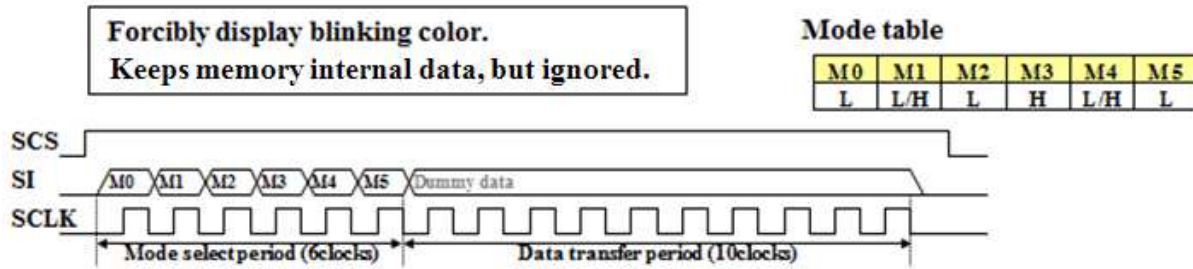 Forcibly display blinking color.
Keeps memory internal data, but ignored.
Mode table
M0 M1 M2 M3 M4 M5
L L/H L H L/H L
SCS
SI M0 M1 M2 M3 M4 M5 Dummy data
SCLK
Mode select period (6clocks) Data transfer period (10clocks)